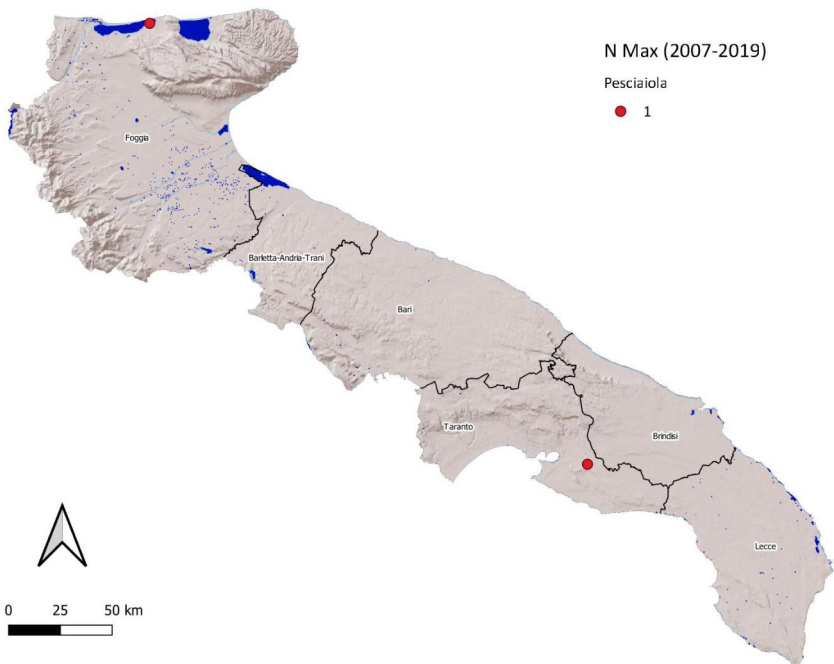 N Max (2007-2019)
Pesciaiola
1
Foggia
Barletta-Andria-Trani
Bari
Taranto
Brindisi
Lecce
0 25 50 km